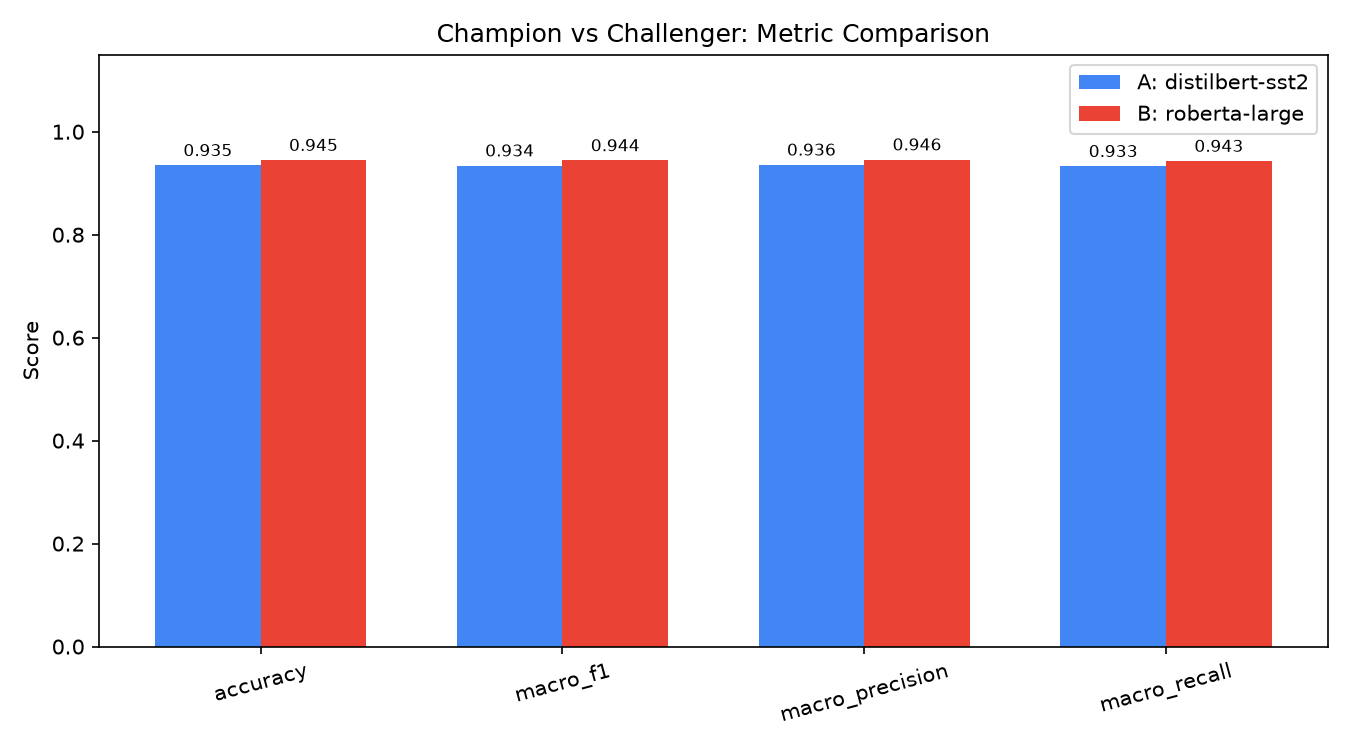 Champion vs Challenger: Metric Comparison
A: distilbert-sst2
B: roberta-large
Score
1.0
0.8
0.6
0.4
0.2
0.0
0.935
0.945
0.934
0.944
0.936
0.946
0.933
0.943
accuracy
macro_f1
macro_precision
macro_recall